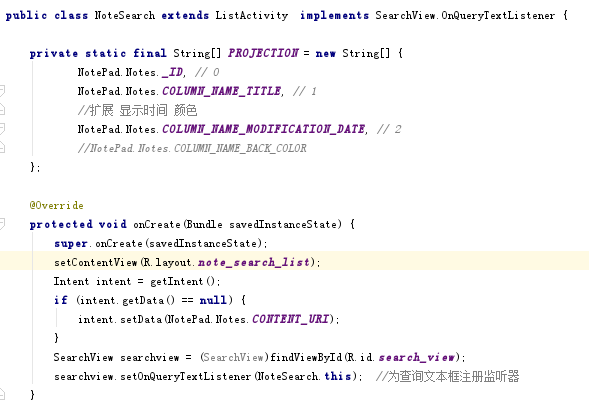 public class NoteSearch extends ListActivity  implements SearchView.OnQueryTextListener {
private static final String[] PROJECTION = new String[] {
NotePad.Notes._ID, // 0
NotePad.Notes.COLUMN_NAME_TITLE, // 1
//扩展 显示时间 颜色
NotePad.Notes.COLUMN_NAME_MODIFICATION_DATE, // 2
//NotePad.Notes.COLUMN_NAME_BACK_COLOR
};
@Override
protected void onCreate(Bundle savedInstanceState) {
super.onCreate(savedInstanceState);
setContentView(R.layout.note_search_list);
Intent intent = getIntent();
if (intent.getData() == null) {
intent.setData(NotePad.Notes.CONTENT_URI);
}
SearchView searchview = (SearchView)findViewById(R.id.search_view);
searchview.setOnQueryTextListener(NoteSearch.this);  //为查询文本框注册监听器
}